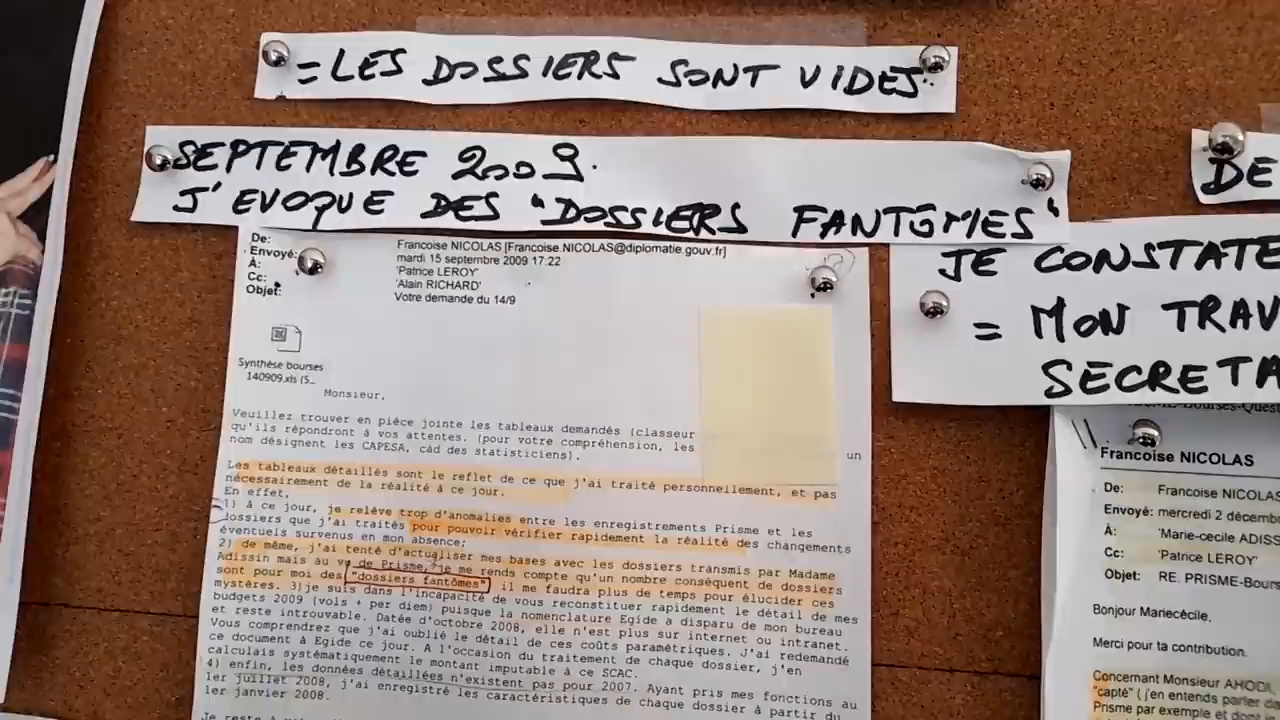 = LES DOSSIERS SONT VIDES.
SEPTEMBRE 2009.
J'EVOQUE DES "DOSSIERS FANTÔMES"
De: Francoise NICOLAS [Francoise.NICOLAS@diplomatie.gouv.fr]
Envoyé: mardi 15 septembre 2009 17:22
À: 'Patrice LEROY'
Cc: 'Alain RICHARD'
Objet: Votre demande du 14/9
Synthèse bourses
140909.xls (5...
Monsieur,
Veuillez trouver en pièce jointe les tableaux demandés (classeur
qu'ils répondront à vos attentes. (pour votre compréhension, les
nom désignent les CAPESA, càd des statisticiens).
un
Les tableaux détaillés sont le reflet de ce que j'ai traité personnellement, et pas
nécessairement de la réalité à ce jour.
En effet,
1) à ce jour, je relève trop d'anomalies entre les enregistrements Prisme et les
dossiers que j'ai traités pour pouvoir vérifier rapidement la réalité des changements
éventuels survenus en mon absence;
2) de même, j'ai tenté d'actualiser mes bases avec les dossiers transmis par Madame
Adissin mais au vu de Prisme, je me rends compte qu'un nombre conséquent de dossiers
sont pour moi des "dossiers fantômes", il me faudra plus de temps pour élucider ces
mystères. 3)je suis dans l'incapacité de vous reconstituer rapidement le détail de mes
budgets 2009 (vols + per diem) puisque la nomenclature Egide a disparu de mon bureau
et reste introuvable. Datée d'octobre 2008, elle n'est plus sur internet ou intranet.
Vous comprendrez que j'ai oublié le détail de ces coûts paramétriques. J'ai redemandé
ce document à Egide ce jour. A l'occasion du traitement de chaque dossier, j'en
calculais systématiquement le montant imputable à ce SCAC.
4) enfin, les données détaillées n'existent pas pour 2007. Ayant pris mes fonctions au
1er juillet 2008, j'ai enregistré les caractéristiques de chaque dossier à partir du
1er janvier 2008.
Je reste à
DE
JE CONSTATE
= MON TRAV
SECRETA
Francoise NICOLAS
De: Francoise NICOLAS
Envoyé: mercredi 2 décemb
À: 'Marie-cecile ADISS
Cc: 'Patrice LEROY'
Objet: RE. PRISME-Bours
Bonjour Mariecécile,
Merci pour ta contribution.
Concernant Monsieur AHODI
"capté" ( j'en entends parler de
Prisme par exemple et dont